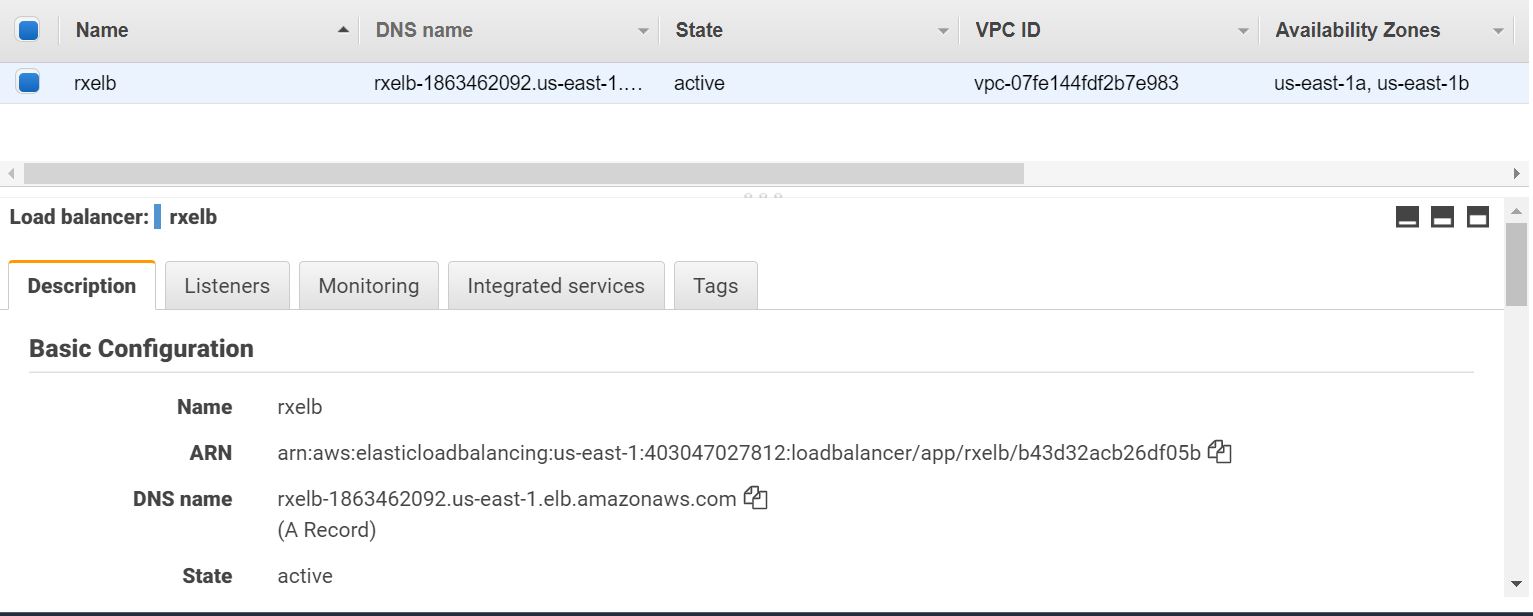 Name DNS name State VPC ID Availability Zones
rxelb rxelb-1863462092.us-east-1.... active vpc-07fe144fdf2b7e983 us-east-1a, us-east-1b
Load balancer: rxelb
Description Listeners Monitoring Integrated services Tags
Basic Configuration
Name rxelb
ARN arn:aws:elasticloadbalancing:us-east-1:403047027812:loadbalancer/app/rxelb/b43d32acb26df05b
DNS name rxelb-1863462092.us-east-1.elb.amazonaws.com
(A Record)
State active